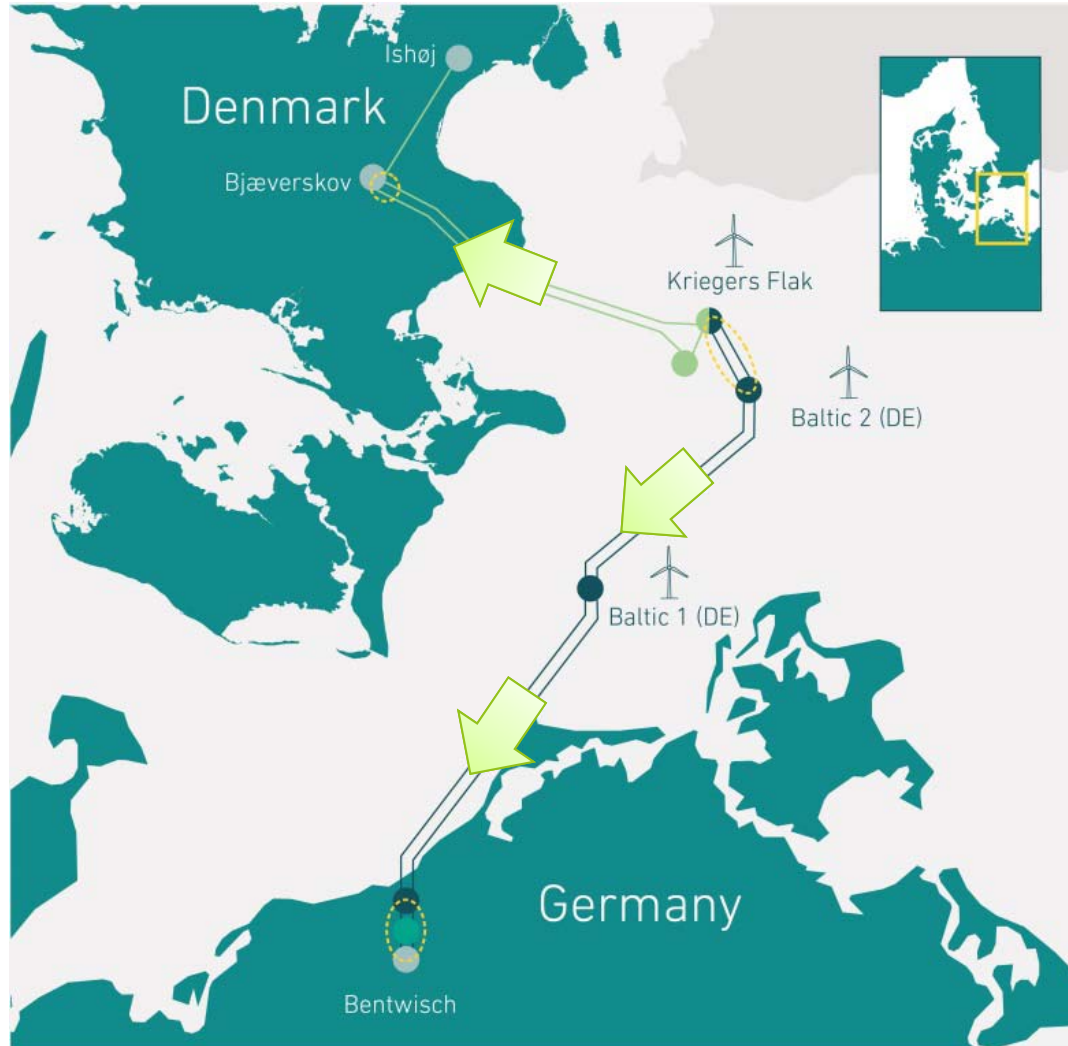 Ishøj
Denmark
Bjæverskov
Kriegers Flak
Baltic 2 (DE)
Baltic 1 (DE)
Germany
Bentwisch